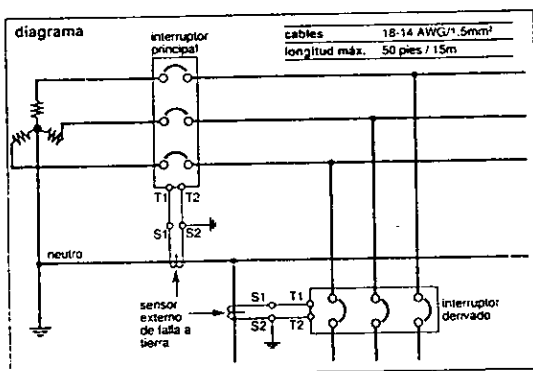 diagrama
interruptor
principal
cables 18-14 AWG/1.5mm²
longitud máx. 50 pies / 15m
T1 T2
S1 S2
neutro
sensor
externo
de falla a
tierra
S1 T1
S2 T2
interruptor
derivado